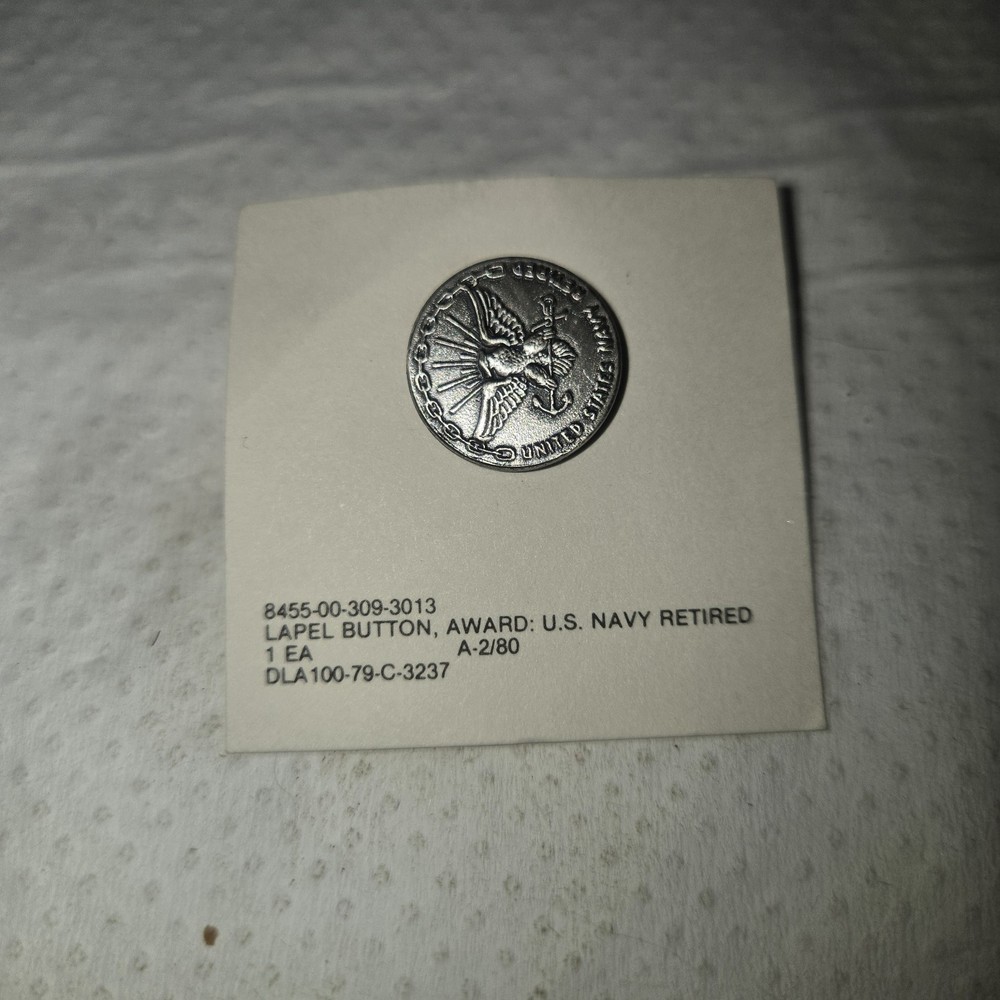 UNITED STATES NAVY RETIRED
8455-00-309-3013
LAPEL BUTTON, AWARD: U.S. NAVY RETIRED
1 EA A-2/80
DLA100-79-C-3237